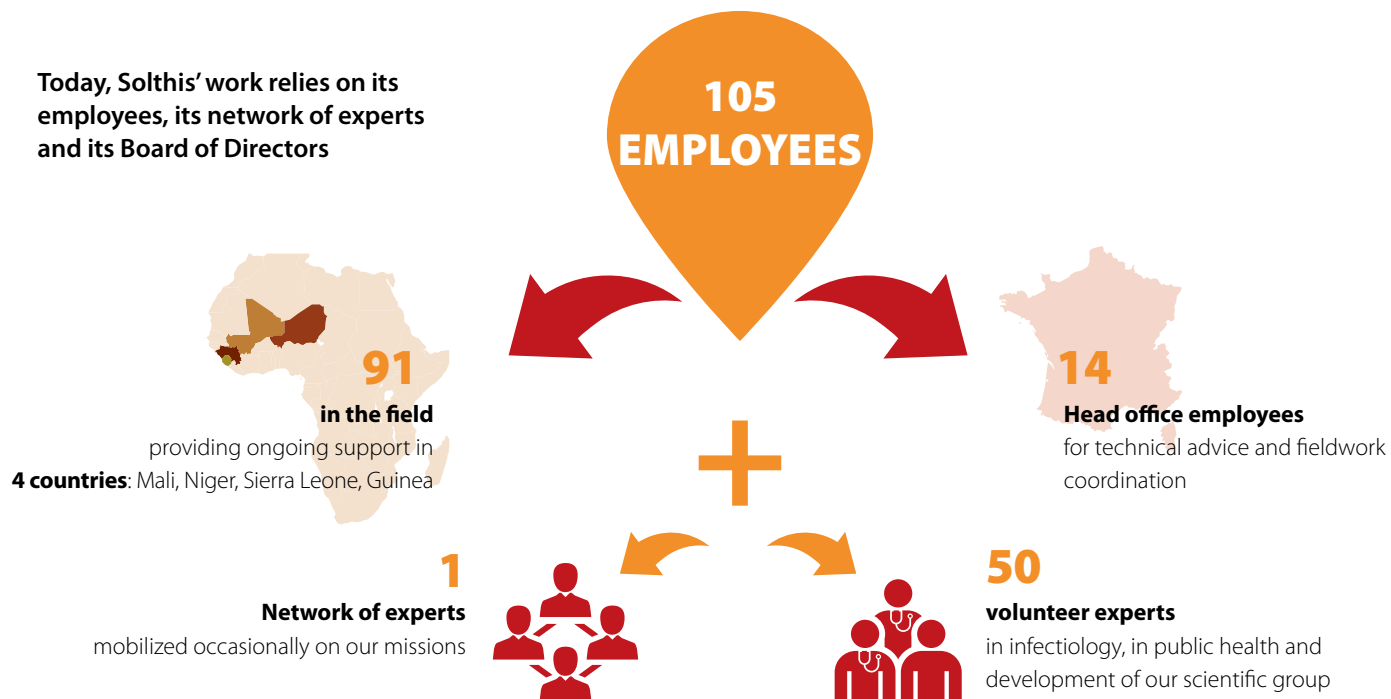 Today, Solthis’ work relies on its
employees, its network of experts
and its Board of Directors
105
EMPLOYEES
91
in the field
providing ongoing support in
4 countries: Mali, Niger, Sierra Leone, Guinea
14
Head office employees
for technical advice and fieldwork
coordination
+
1
Network of experts
mobilized occasionally on our missions
50
volunteer experts
in infectiology, in public health and
development of our scientific group